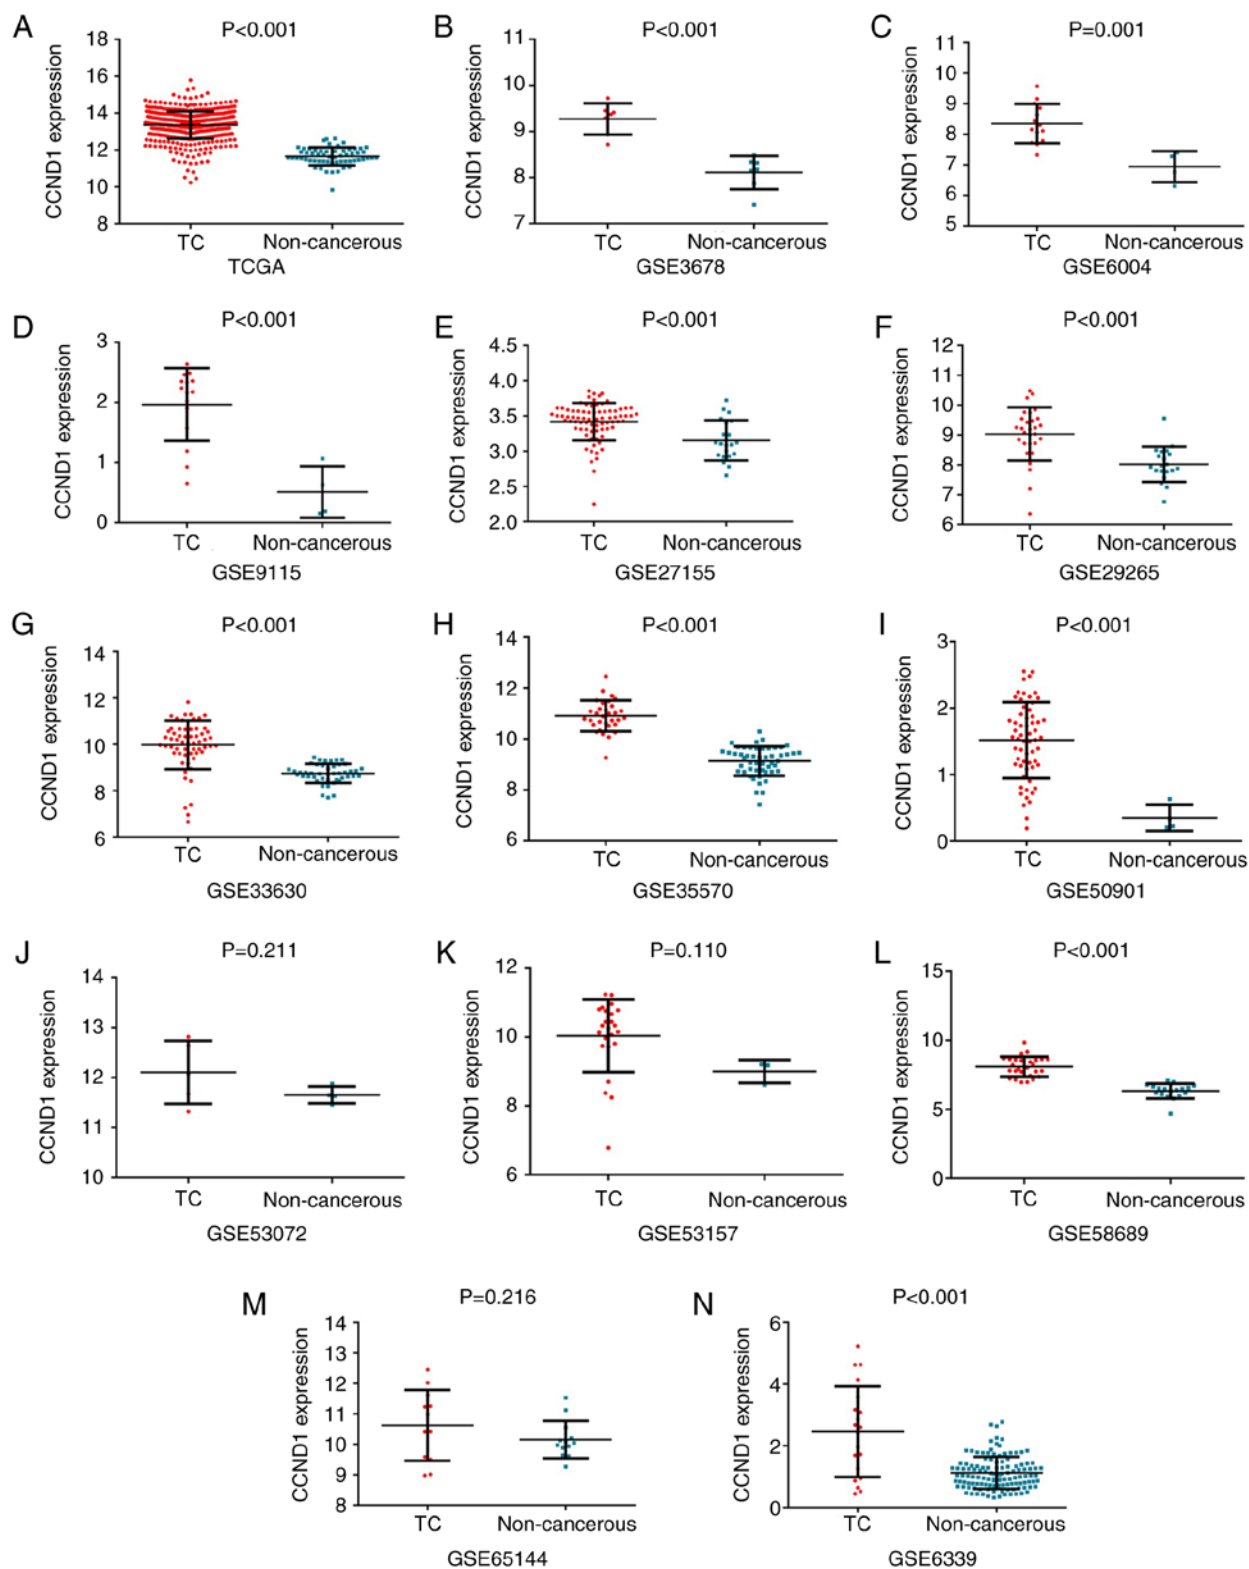 A
P<0.001
CCND1 expression
18
16
14
12
10
8
TC
Non-cancerous
TCGA
B
P<0.001
CCND1 expression
11
10
9
8
7
TC
Non-cancerous
GSE3678
C
P=0.001
CCND1 expression
11
10
9
8
7
6
5
TC
Non-cancerous
GSE6004
D
P<0.001
CCND1 expression
3
2
1
0
TC
Non-cancerous
GSE9115
E
P<0.001
CCND1 expression
4.5
4.0
3.5
3.0
2.5
2.0
TC
Non-cancerous
GSE27155
F
P<0.001
CCND1 expression
12
11
10
9
8
7
6
TC
Non-cancerous
GSE29265
G
P<0.001
CCND1 expression
14
12
10
8
6
TC
Non-cancerous
GSE33630
H
P<0.001
CCND1 expression
14
12
10
8
6
TC
Non-cancerous
GSE35570
I
P<0.001
CCND1 expression
3
2
1
0
TC
Non-cancerous
GSE50901
J
P=0.211
CCND1 expression
14
13
12
11
10
TC
Non-cancerous
GSE53072
K
P=0.110
CCND1 expression
12
10
8
6
TC
Non-cancerous
GSE53157
L
P<0.001
CCND1 expression
15
10
5
0
TC
Non-cancerous
GSE58689
M
P=0.216
CCND1 expression
14
13
12
11
10
9
8
TC
Non-cancerous
GSE65144
N
P<0.001
CCND1 expression
6
4
2
0
TC
Non-cancerous
GSE6339